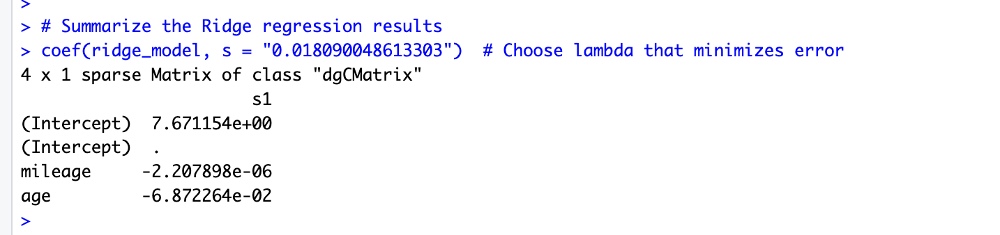 >
> # Summarize the Ridge regression results
> coef(ridge_model, s = "0.018090048613303")  # Choose lambda that minimizes error
4 x 1 sparse Matrix of class "dgCMatrix"
                       s1
(Intercept)  7.671154e+00
(Intercept)  .
mileage     -2.207898e-06
age         -6.872264e-02
>